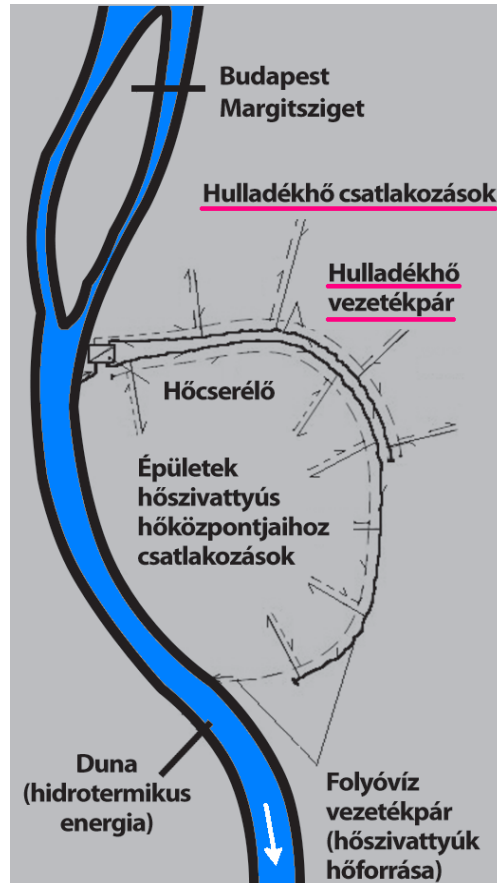 Budapest
Margitsziget
Hulladékhő csatlakozások
Hulladékhő
vezetékpár
Hőcserélő
Épületek
hőszivattyús
hőközpontjaihoz
csatlakozások
Duna
(hidrotermikus
energia)
Folyóvíz
vezetékpár
(hőszivattyúk
hőforrása)